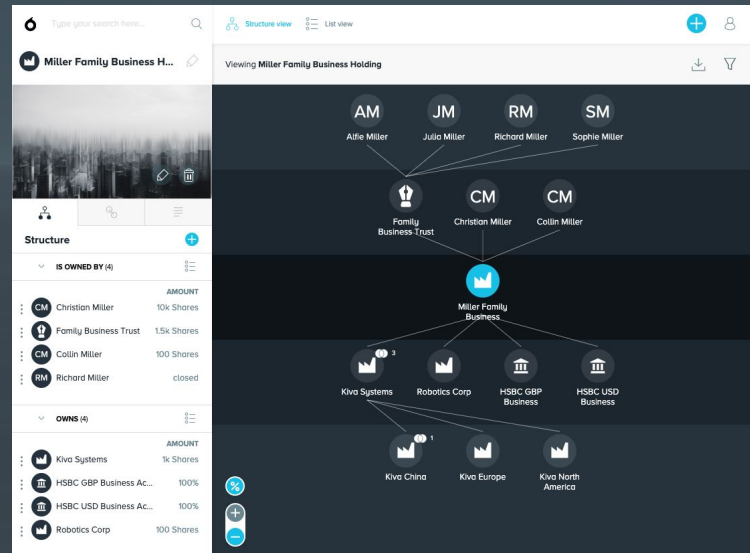 Type your search here...
Structure view
List view
Miller Family Business H...
Viewing Miller Family Business Holding
Structure
IS OWNED BY (4)
AMOUNT
CM Christian Miller 10k Shares
Family Business Trust 1.5k Shares
CM Collin Miller 100 Shares
RM Richard Miller closed
OWNS (4)
AMOUNT
Kiva Systems 1k Shares
HSBC GBP Business Ac... 100%
HSBC USD Business Ac... 100%
Robotics Corp 100 Shares
AM JM RM SM
Alfie Miller Julia Miller Richard Miller Sophie Miller
CM CM
Family Christian Miller Collin Miller
Business Trust
Miller Family
Business
3
Kiva Systems Robotics Corp HSBC GBP HSBC USD
Business Business
1
Kiva China Kiva Europe Kiva North
America
%